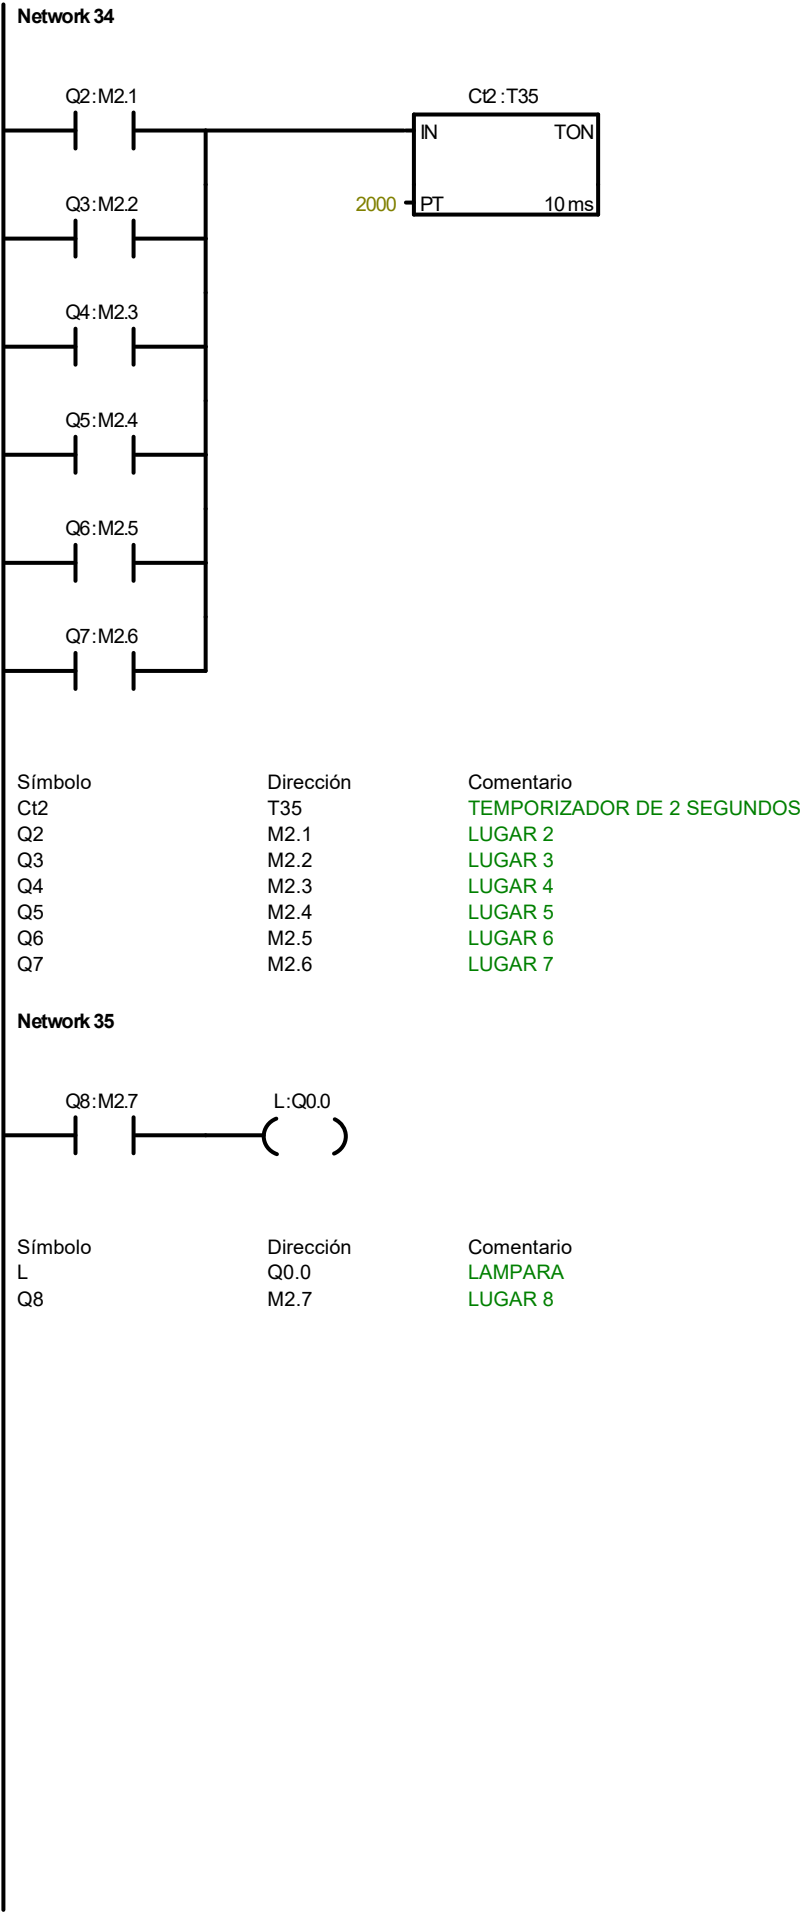 Network 34
Q2:M2.1
Ct2:T35
IN TON
Q3:M2.2
2000 PT 10 ms
Q4:M2.3
Q5:M2.4
Q6:M2.5
Q7:M2.6
Símbolo Dirección Comentario
Ct2 T35 TEMPORIZADOR DE 2 SEGUNDOS
Q2 M2.1 LUGAR 2
Q3 M2.2 LUGAR 3
Q4 M2.3 LUGAR 4
Q5 M2.4 LUGAR 5
Q6 M2.5 LUGAR 6
Q7 M2.6 LUGAR 7
Network 35
Q8:M2.7 L:Q0.0
Símbolo Dirección Comentario
L Q0.0 LAMPARA
Q8 M2.7 LUGAR 8